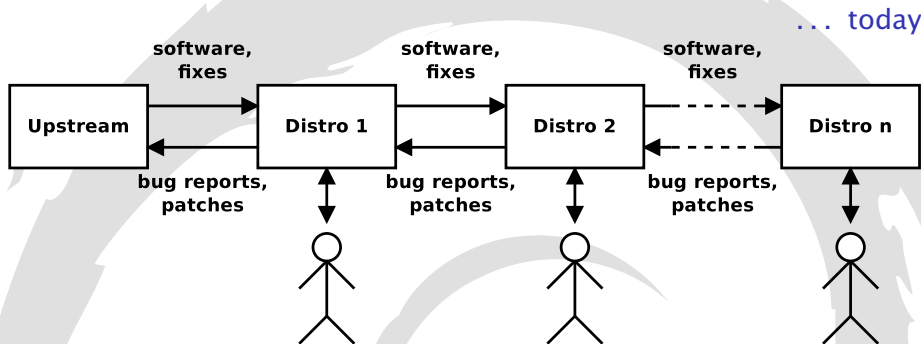 ... today
software,
fixes
software,
fixes
software,
fixes
Upstream
Distro 1
Distro 2
Distro n
bug reports,
patches
bug reports,
patches
bug reports,
patches